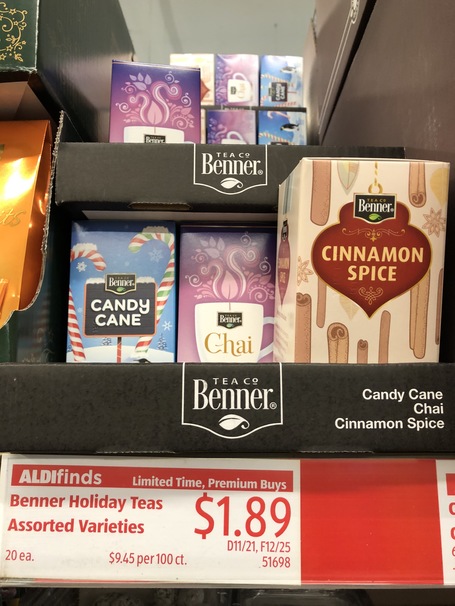 Benner
TEA CO
Benner®
TEA CO
Benner
CINNAMON
SPICE
Benner
CANDY
CANE
Benner
Chai
TEA CO
Benner®
Candy Cane
Chai
Cinnamon Spice
ALDIfinds
Limited Time, Premium Buys
Benner Holiday Teas
Assorted Varieties
$1.89
D11/21, F12/25
20 ea.
$9.45 per 100 ct.
51698